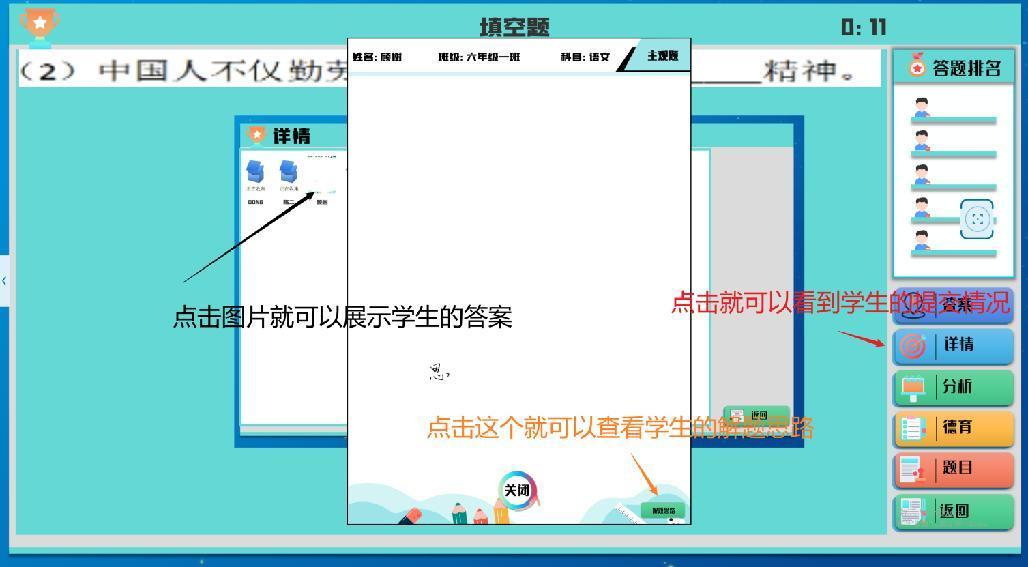 填空题
0: 11
姓名: 顾榭 班级: 六年级一班 科目: 语文 主观题
(2) 中国人不仅勤劳
精神。
答题排名
详情
点击图片就可以展示学生的答案
点击就可以看到学生的提交情况
答案
详情
分析
返回
点击这个就可以查看学生的解题思路
德育
题目
关闭
解题思路
返回